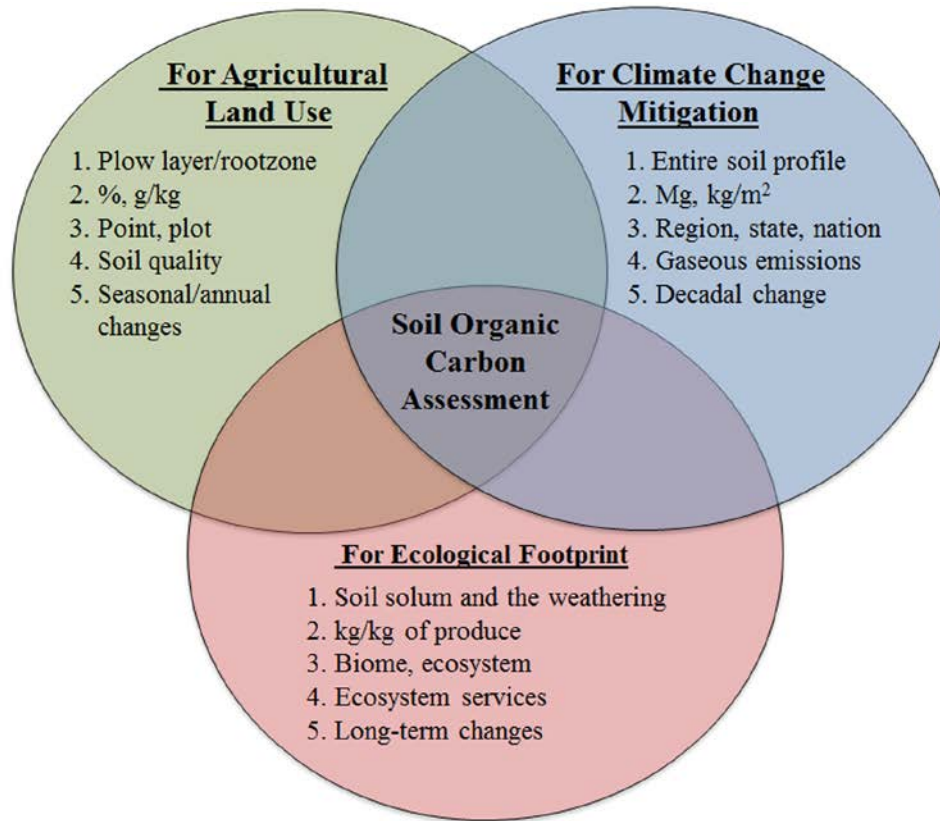 For Agricultural
Land Use
1. Plow layer/rootzone
2. %, g/kg
3. Point, plot
4. Soil quality
5. Seasonal/annual
changes
For Climate Change
Mitigation
1. Entire soil profile
2. Mg, kg/m²
3. Region, state, nation
4. Gaseous emissions
5. Decadal change
Soil Organic
Carbon
Assessment
For Ecological Footprint
1. Soil solum and the weathering
2. kg/kg of produce
3. Biome, ecosystem
4. Ecosystem services
5. Long-term changes